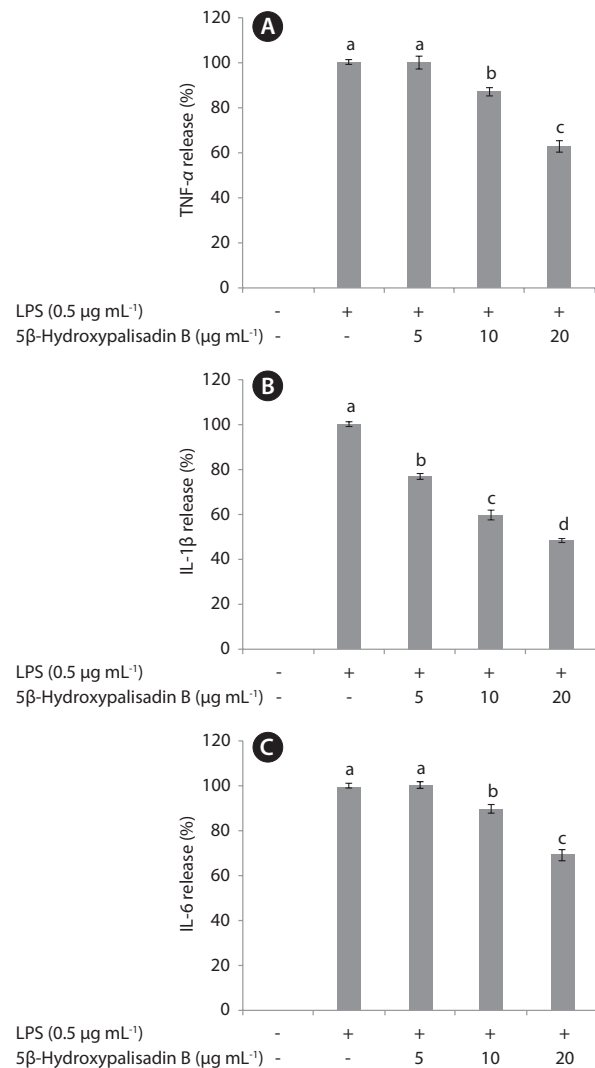 A
120
100
80
60
40
20
0
TNF-α release (%)
a a b c
LPS (0.5 µg mL-1) - + + + +
5β-Hydroxypalisadin B (µg mL-1) - - 5 10 20
B
120
100
80
60
40
20
0
IL-1β release (%)
a b c d
LPS (0.5 µg mL-1) - + + + +
5β-Hydroxypalisadin B (µg mL-1) - - 5 10 20
C
120
100
80
60
40
20
0
IL-6 release (%)
a a b c
LPS (0.5 µg mL-1) - + + + +
5β-Hydroxypalisadin B (µg mL-1) - - 5 10 20